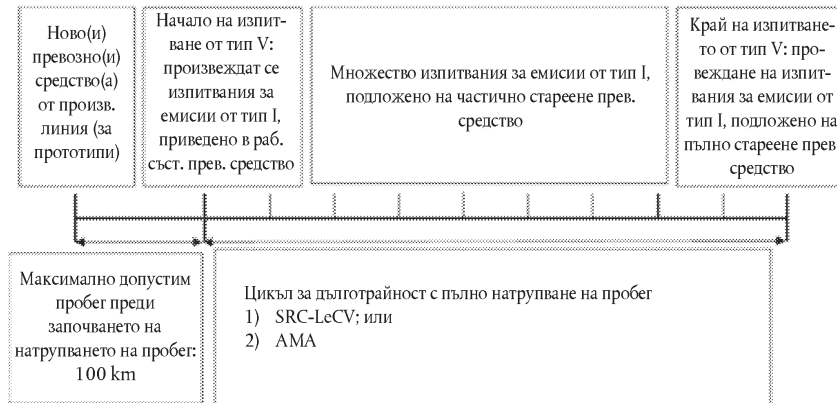 Ново(и)
превозно(и)
средство(а)
от произв.
линия (за
прототипи)
Начало на изпит-
ване от тип V:
произвеждат се
изпитвания за
емисии от тип I,
приведено в раб.
съст. прев. средство
Множество изпитвания за емисии от тип I,
подложено на частично стареене прев.
средство
Край на изпитване-
то от тип V: про-
веждане на изпит-
вания за емисии от
тип I, подложено на
пълно стареене прев
средство
Максимално допустим
пробег преди
започването на
натрупването на пробег:
100 km
Цикъл за дълготрайност с пълно натрупване на пробег
1) SRC-LeCV; или
2) AMA